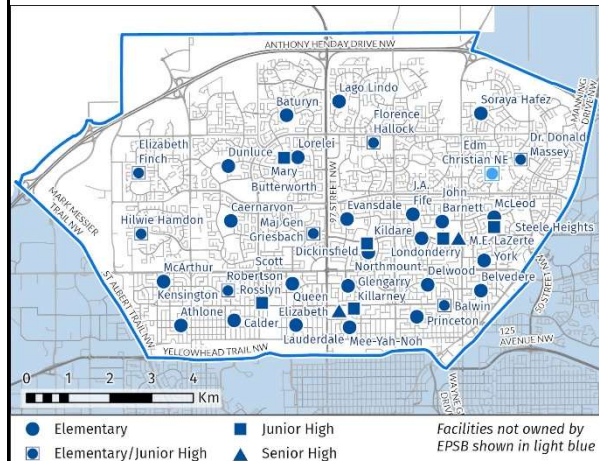 ANTHONY HENDAY DRIVE NW
MANNING
DRIVE NW
Lago Lindo
Baturyn
Florence
Hallock
Soraya Hafez
Elizabeth
Finch
Dunluce
Lorelei
Mary
Butterworth
97 STREET NW
Edm
Christian NE
Dr. Donald
Massey
MARK MESSIER
TRAIL NW
Hilwie Hamdon
Caernarvon
Maj Gen
Griesbach
Evansdale
J.A.
Fife
John
Barnett
McLeod
Kildare
Steele Heights
Dickinsfield
Londonderry
M.E. LaZerte
Northmount
York
ST ALBERT TRAIL NW
McArthur
Scott
Robertson
Kensington
Rosslyn
Queen
Elizabeth
Glengarry
Killarney
Delwood
Belvedere
50 STREET NW
Athlone
Calder
Balwin
Princeton
Lauderdale
Mee-Yah-Noh
125
AVENUE NW
YELLOWHEAD TRAIL NW
WAYNE G
DRIV
0 1 2 3 4
Km
Elementary
Junior High
Elementary/Junior High
Senior High
Facilities not owned by
EPSB shown in light blue